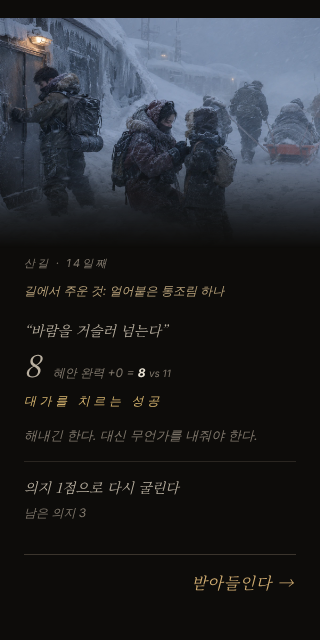 산길 · 14일째
길에서 주운 것: 얼어붙은 통조림 하나
“바람을 거슬러 넘는다”
8 혜안 완력 +0 = 8 vs 11
대가를 치르는 성공
해내긴 한다. 대신 무언가를 내줘야 한다.
의지 1점으로 다시 굴린다
남은 의지 3
받아들인다 →